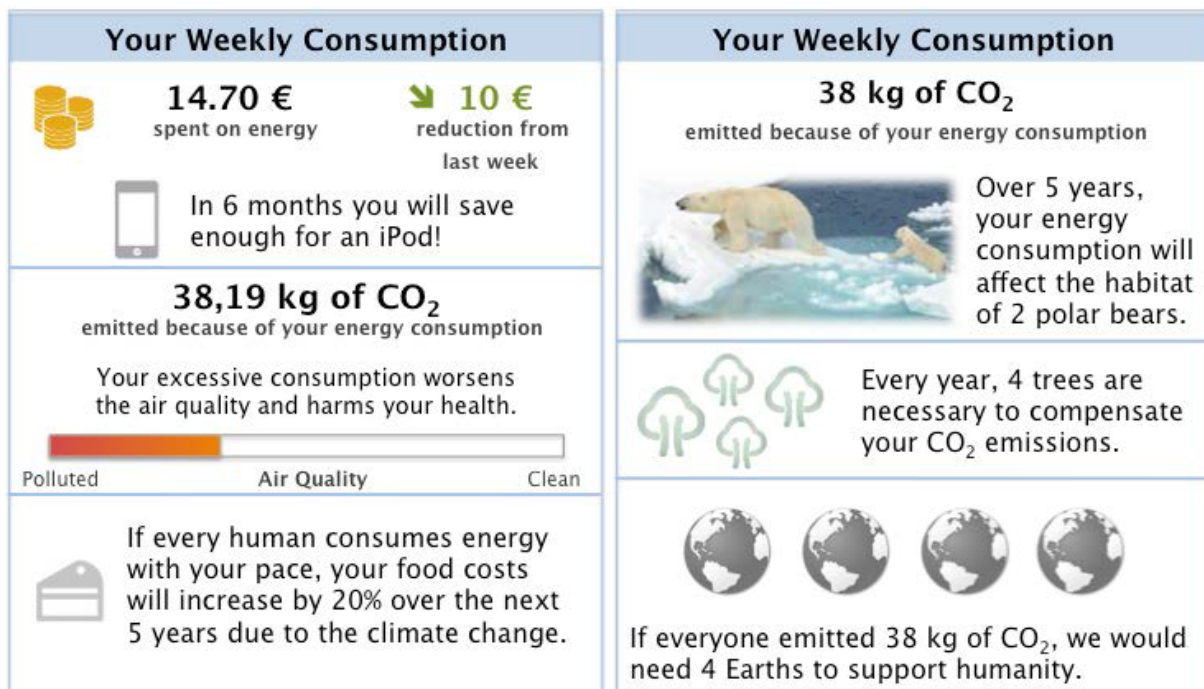 Your Weekly Consumption
14.70 €
spent on energy
10 €
reduction from
last week
In 6 months you will save
enough for an iPod!
38,19 kg of CO₂
emitted because of your energy consumption
Your excessive consumption worsens
the air quality and harms your health.
Polluted Air Quality Clean
If every human consumes energy
with your pace, your food costs
will increase by 20% over the next
5 years due to the climate change.
Your Weekly Consumption
38 kg of CO₂
emitted because of your energy consumption
Over 5 years,
your energy
consumption will
affect the habitat
of 2 polar bears.
Every year, 4 trees are
necessary to compensate
your CO₂ emissions.
If everyone emitted 38 kg of CO₂, we would
need 4 Earths to support humanity.